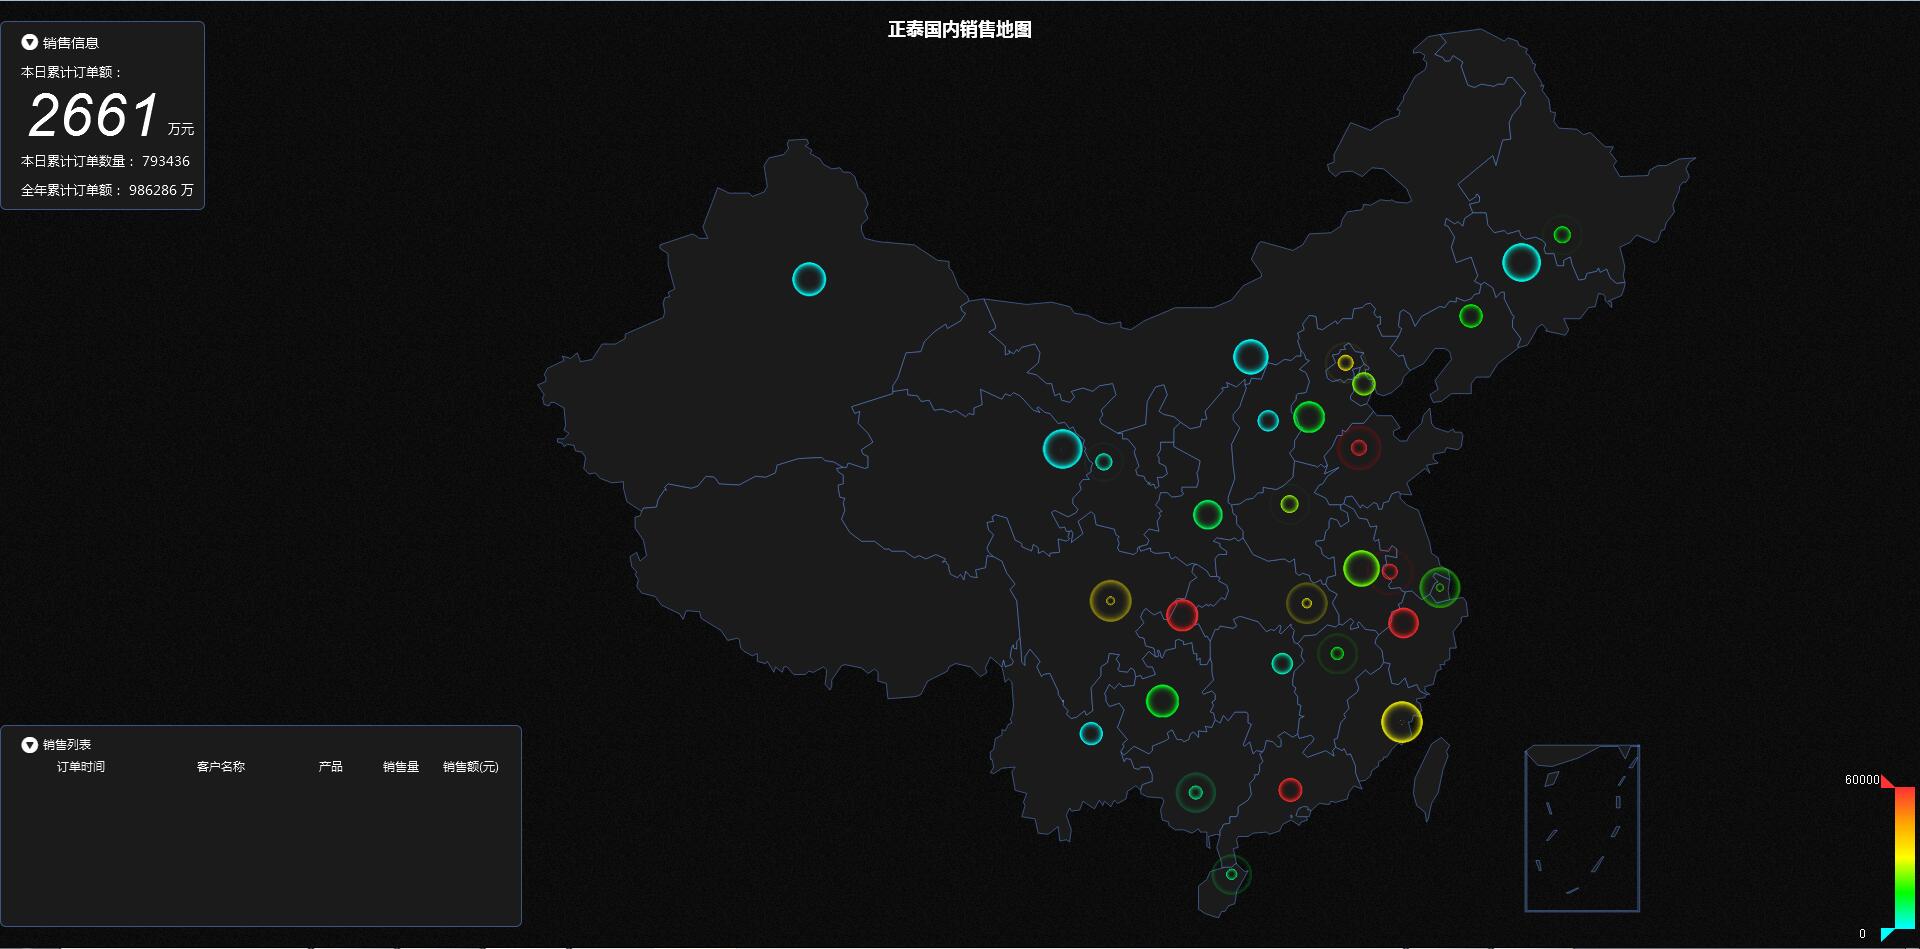 正泰国内销售地图
销售信息
本日累计订单额：
2661 万元
本日累计订单数量： 793436
全年累计订单额： 986286 万
销售列表
订单时间 客户名称 产品 销售量 销售额(元)
60000
0